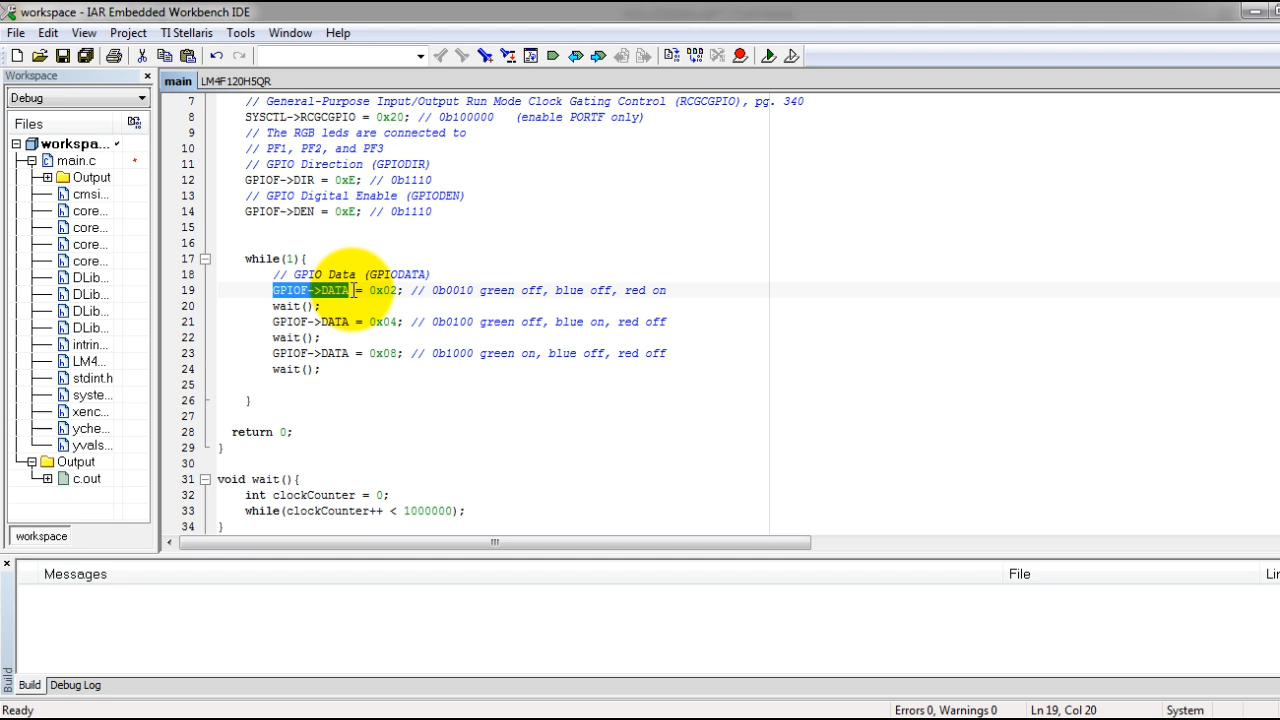 workspace - IAR Embedded Workbench IDE
File Edit View Project TI Stellaris Tools Window Help
Workspace
main LM4F120H5QR
Debug
Files
workspa...
main.c
Output
cmsi...
core...
core...
core...
core...
DLib...
DLib...
DLib...
DLib...
intrin...
LM4...
stdint.h
syste...
xenc...
yche...
yvals...
Output
c.out
workspace
7 // General-Purpose Input/Output Run Mode Clock Gating Control (RCGCGPIO), pg. 340
8 SYSCTL->RCGCGPIO = 0x20; // 0b100000 (enable PORTF only)
9 // The RGB leds are connected to
10 // PF1, PF2, and PF3
11 // GPIO Direction (GPIODIR)
12 GPIOF->DIR = 0xE; // 0b1110
13 // GPIO Digital Enable (GPIODEN)
14 GPIOF->DEN = 0xE; // 0b1110
15
16
17 while(1){
18 // GPIO Data (GPIODATA)
19 GPIOF->DATA = 0x02; // 0b0010 green off, blue off, red on
20 wait();
21 GPIOF->DATA = 0x04; // 0b0100 green off, blue on, red off
22 wait();
23 GPIOF->DATA = 0x08; // 0b1000 green on, blue off, red off
24 wait();
25
26 }
27
28 return 0;
29 }
30
31 void wait(){
32 int clockCounter = 0;
33 while(clockCounter++ < 1000000);
34 }
Messages File Lin
Build
Build Debug Log
Ready Errors 0, Warnings 0 Ln 19, Col 20 System